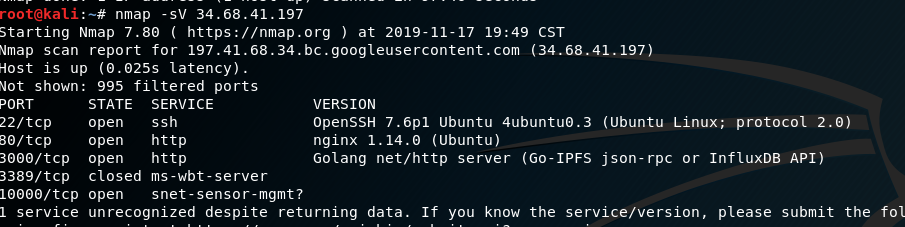 root@kali:~# nmap -sV 34.68.41.197
Starting Nmap 7.80 ( https://nmap.org ) at 2019-11-17 19:49 CST
Nmap scan report for 197.41.68.34.bc.googleusercontent.com (34.68.41.197)
Host is up (0.025s latency).
Not shown: 995 filtered ports
PORT      STATE  SERVICE           VERSION
22/tcp    open   ssh               OpenSSH 7.6p1 Ubuntu 4ubuntu0.3 (Ubuntu Linux; protocol 2.0)
80/tcp    open   http              nginx 1.14.0 (Ubuntu)
3000/tcp  open   http              Golang net/http server (Go-IPFS json-rpc or InfluxDB API)
3389/tcp  closed ms-wbt-server
10000/tcp open   snet-sensor-mgmt?
1 service unrecognized despite returning data. If you know the service/version, please submit the fol